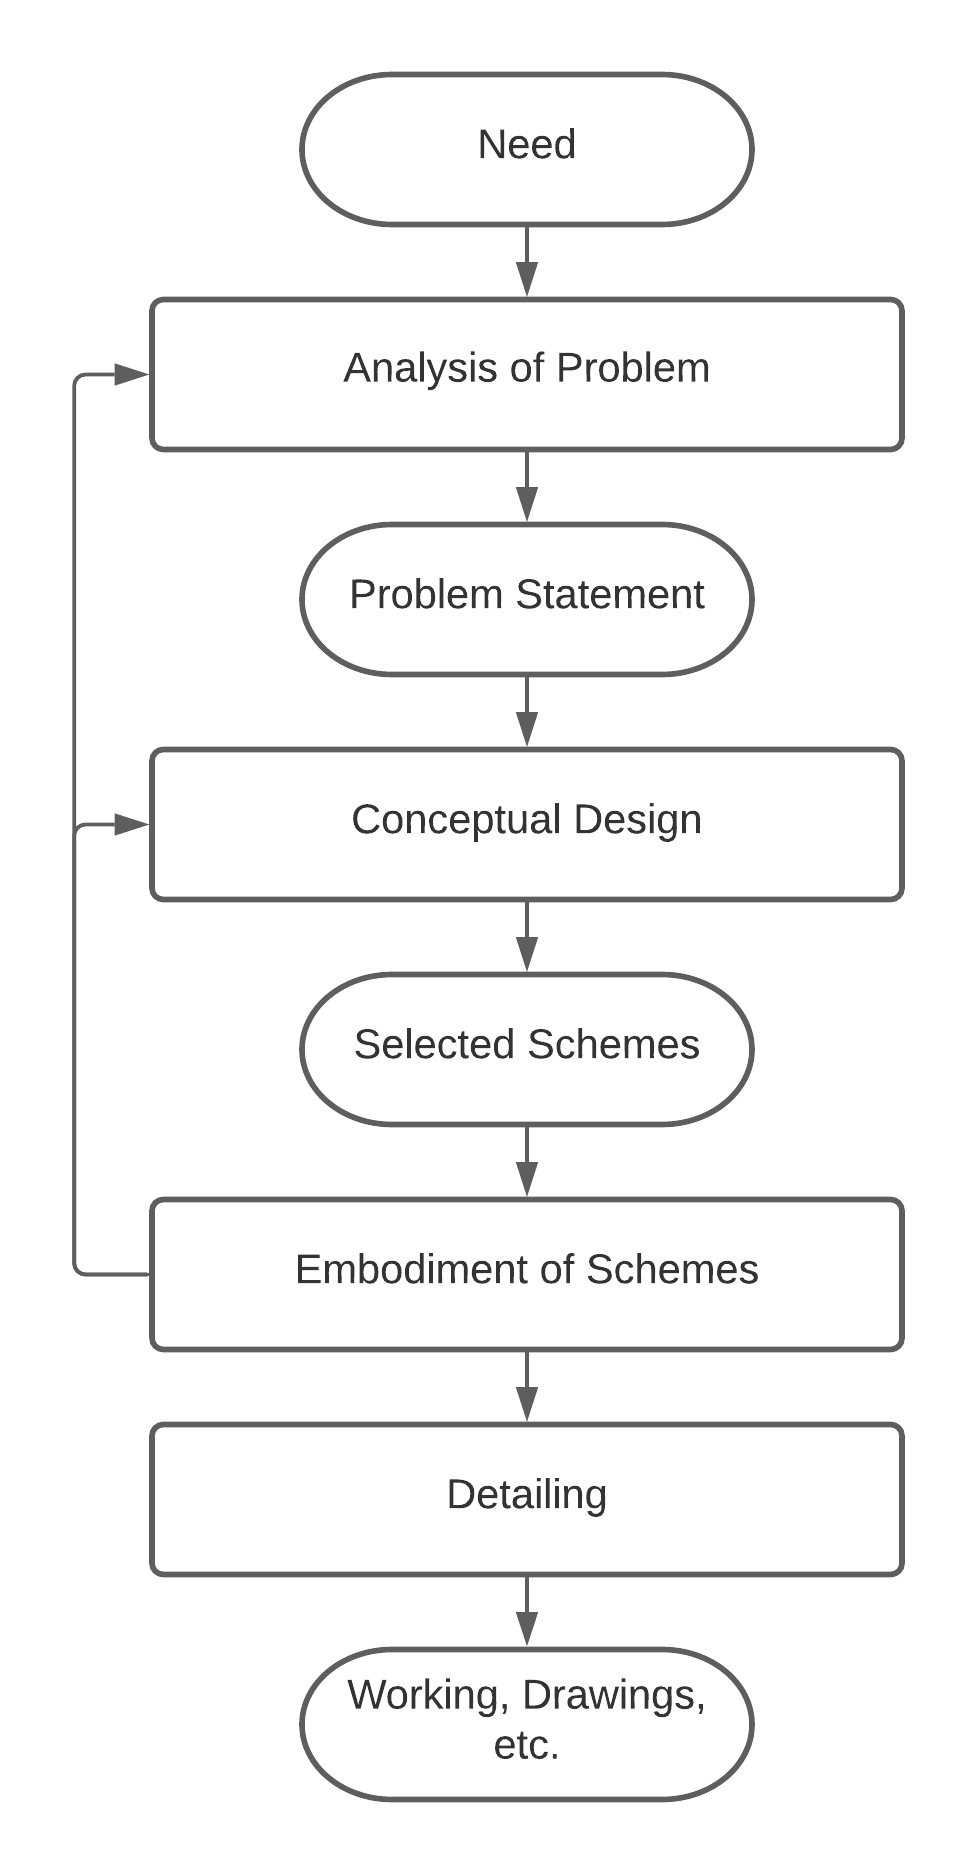 Need
Analysis of Problem
Problem Statement
Conceptual Design
Selected Schemes
Embodiment of Schemes
Detailing
Working, Drawings,
etc.